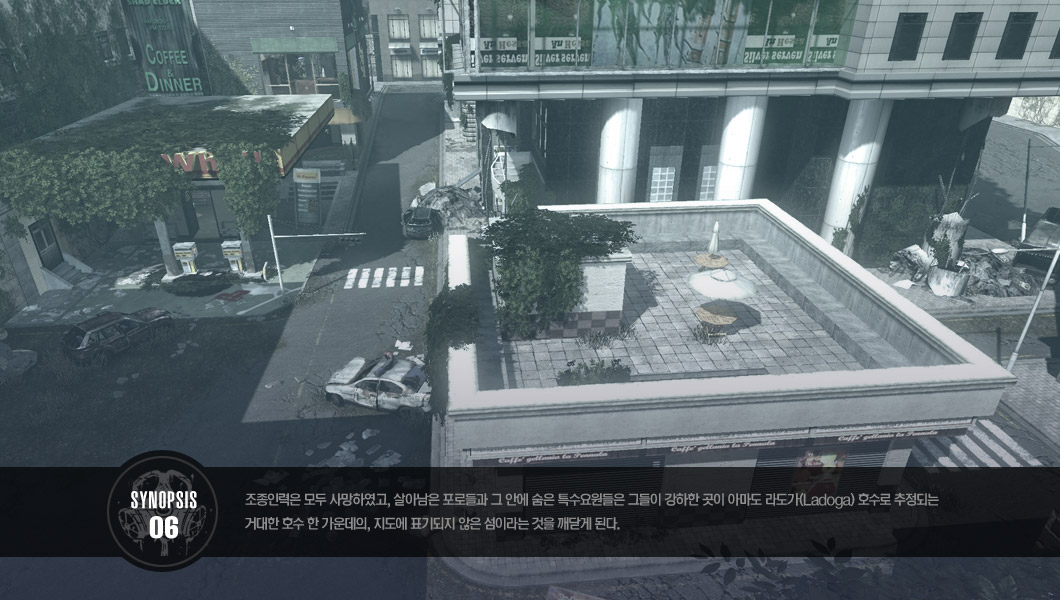 COFFEE
&
DINNER
Caffe' gelateria la Piccola
SYNOPSIS
06
조종인력은 모두 사망하였고, 살아남은 포로들과 그 안에 숨은 특수요원들은 그들이 강하한 곳이 아마도 라도가(Ladoga) 호수로 추정되는
거대한 호수 한 가운데의, 지도에 표기되지 않은 섬이라는 것을 깨닫게 된다.